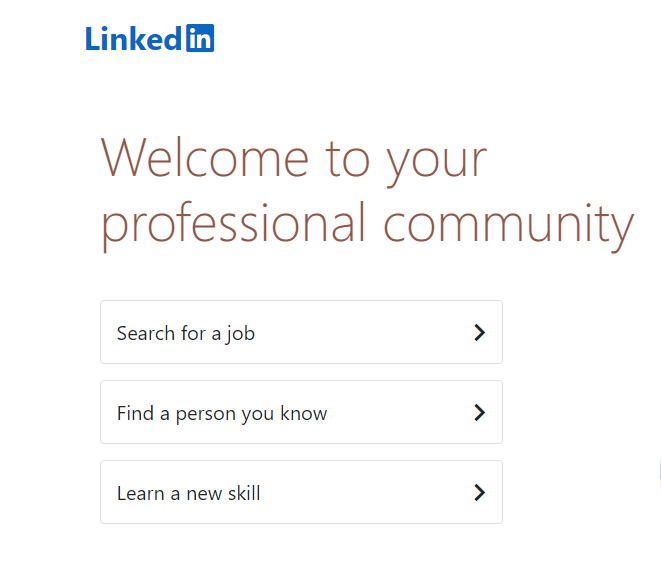 Linkedin
Welcome to your
professional community
Search for a job
Find a person you know
Learn a new skill